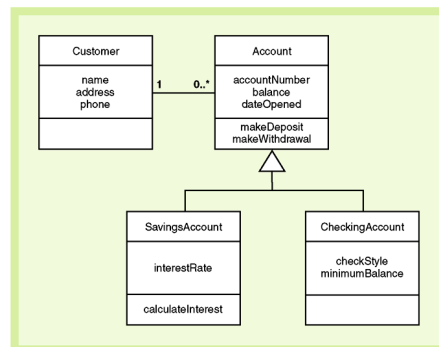 Customer
name
address
phone
1
0..*
Account
accountNumber
balance
dateOpened
makeDeposit
makeWithdrawal
SavingsAccount
interestRate
calculateInterest
CheckingAccount
checkStyle
minimumBalance